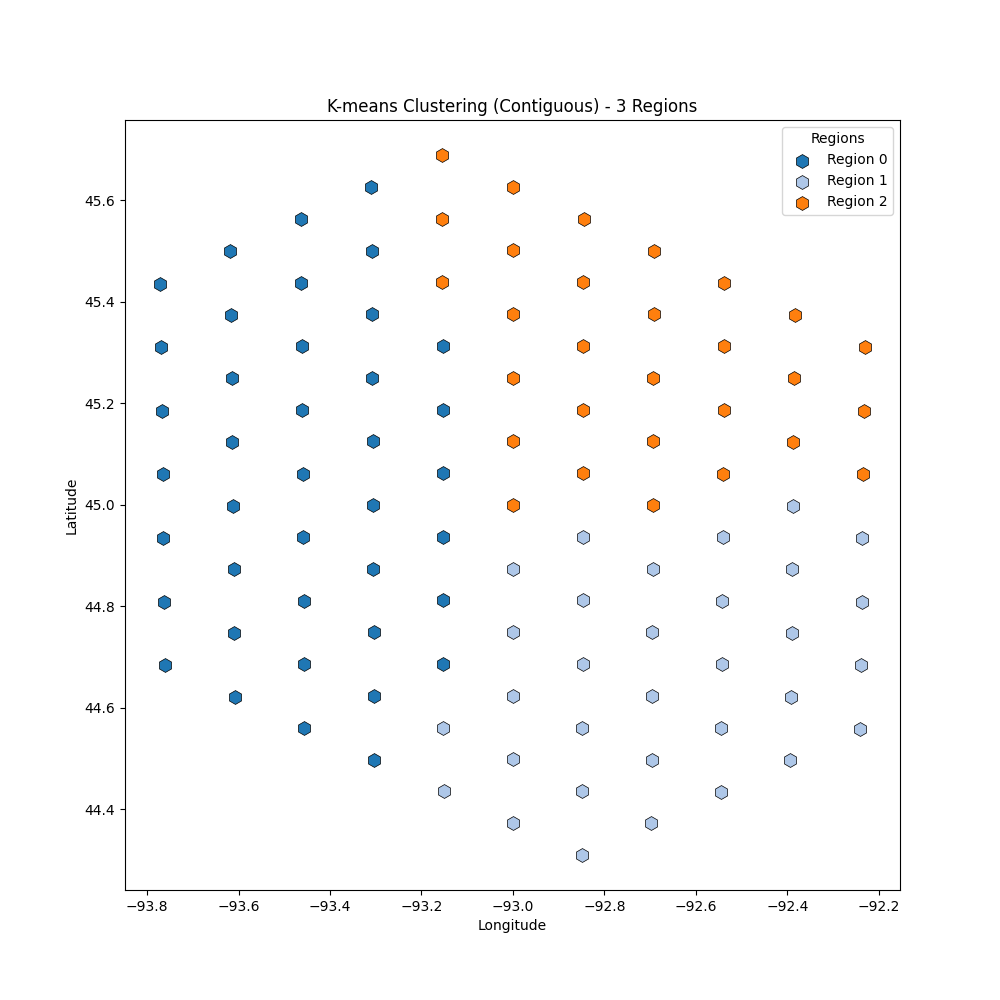 K-means Clustering (Contiguous) - 3 Regions
Regions
Region 0
Region 1
Region 2
45.6
45.4
45.2
45.0
44.8
44.6
44.4
Latitude
−93.8 −93.6 −93.4 −93.2 −93.0 −92.8 −92.6 −92.4 −92.2
Longitude